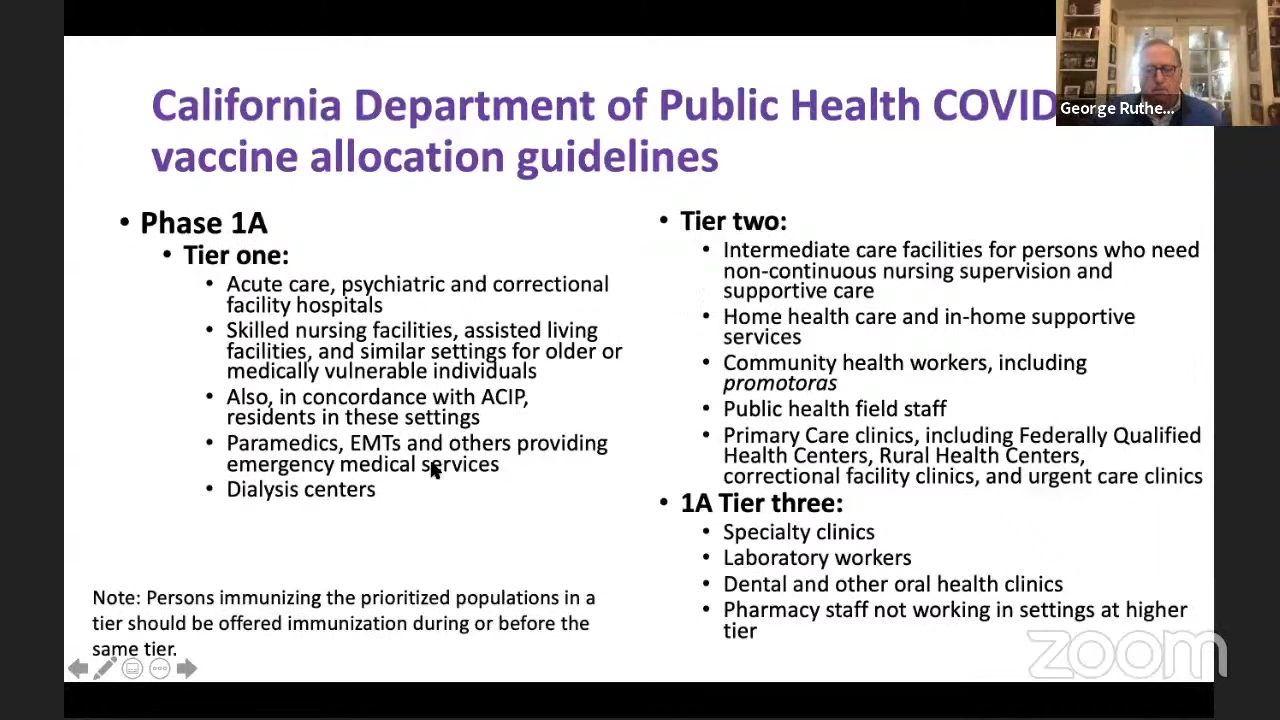 California Department of Public Health COVID
vaccine allocation guidelines
George Ruthe...
• Phase 1A
• Tier one:
• Acute care, psychiatric and correctional
facility hospitals
• Skilled nursing facilities, assisted living
facilities, and similar settings for older or
medically vulnerable individuals
• Also, in concordance with ACIP,
residents in these settings
• Paramedics, EMTs and others providing
emergency medical services
• Dialysis centers
Note: Persons immunizing the prioritized populations in a
tier should be offered immunization during or before the
same tier.
• Tier two:
• Intermediate care facilities for persons who need
non-continuous nursing supervision and
supportive care
• Home health care and in-home supportive
services
• Community health workers, including
promotoras
• Public health field staff
• Primary Care clinics, including Federally Qualified
Health Centers, Rural Health Centers,
correctional facility clinics, and urgent care clinics
• 1A Tier three:
• Specialty clinics
• Laboratory workers
• Dental and other oral health clinics
• Pharmacy staff not working in settings at higher
tier
zoom